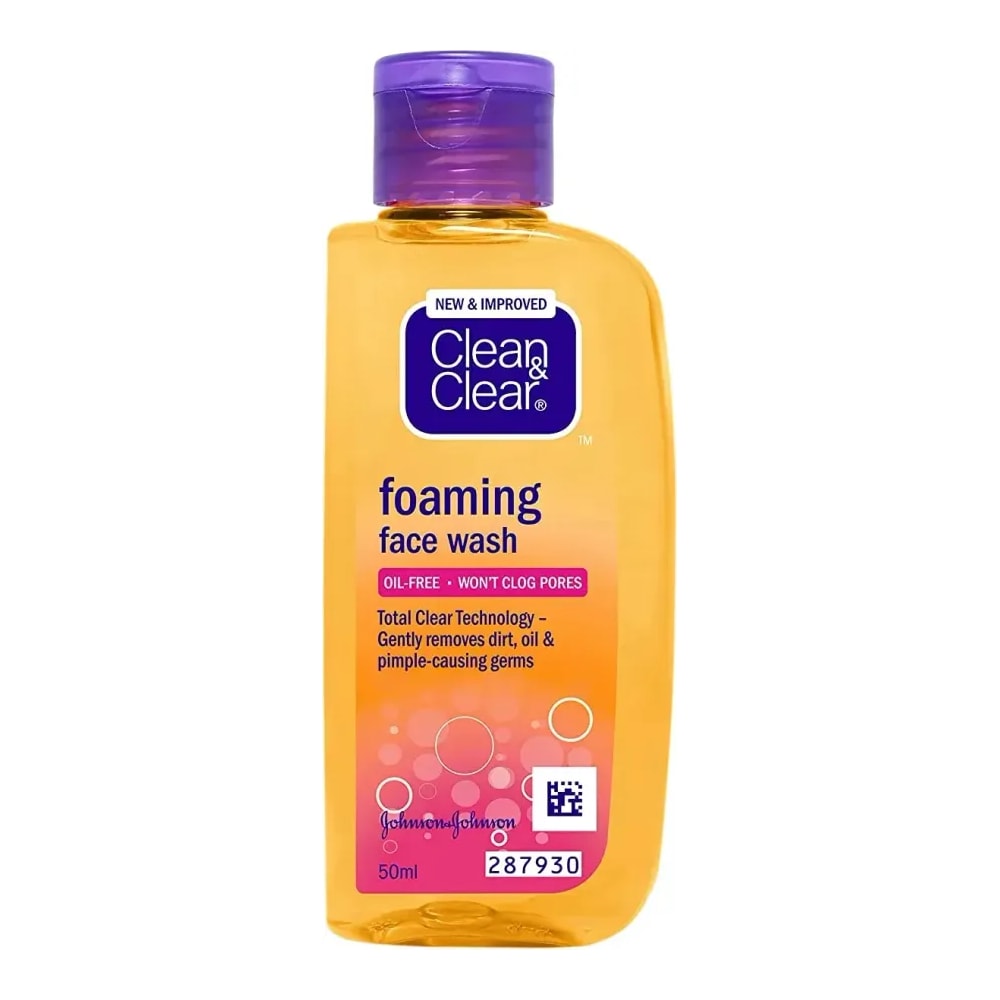 NEW & IMPROVED
Clean &
Clear®
TM
foaming
face wash
OIL-FREE • WON'T CLOG PORES
Total Clear Technology –
Gently removes dirt, oil &
pimple-causing germs
Johnson & Johnson
50ml
287930